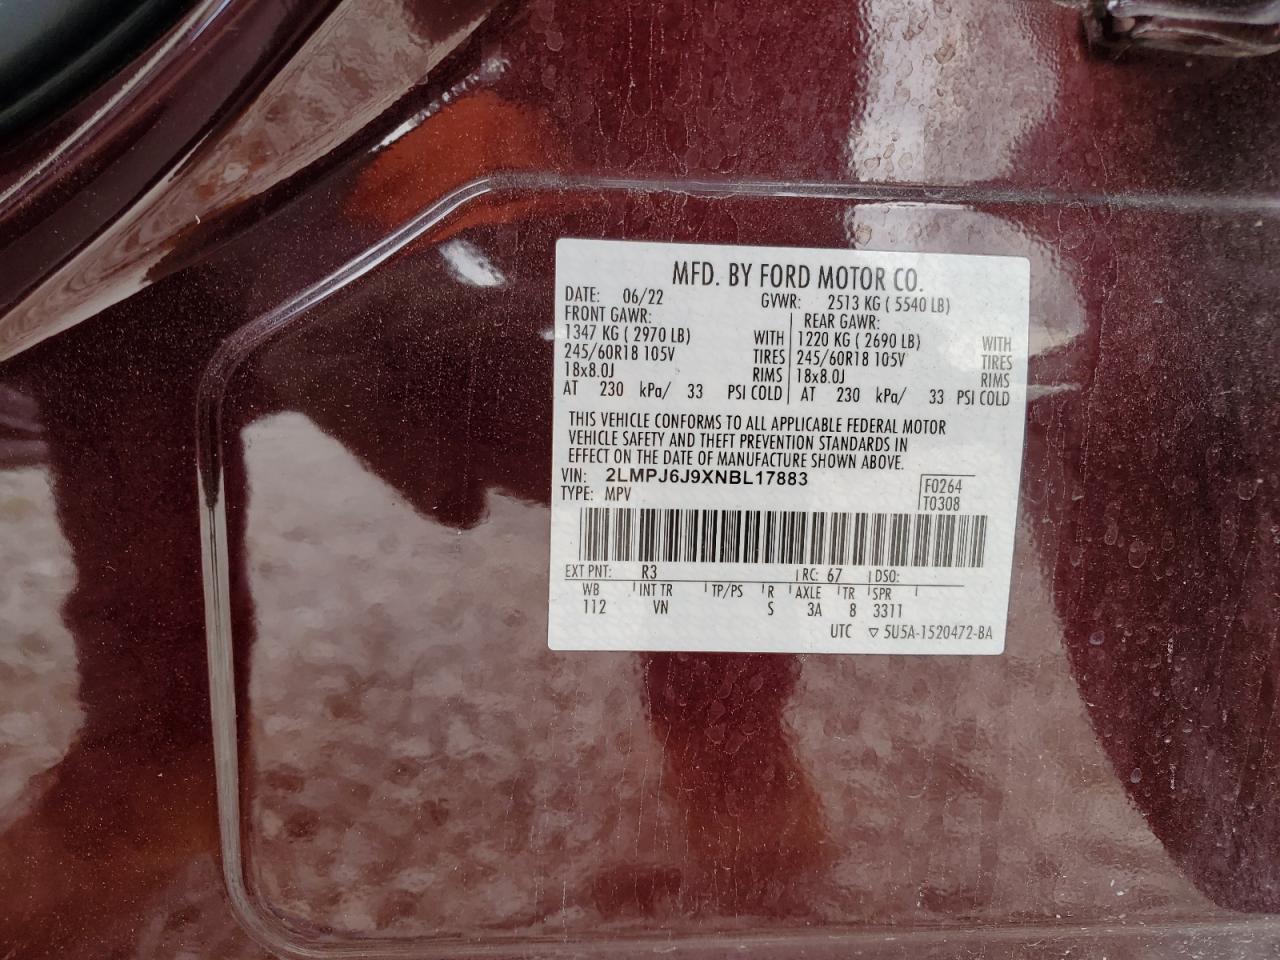 MFD. BY FORD MOTOR CO.
DATE: 06/22 GVWR: 2513 KG ( 5540 LB)
FRONT GAWR: REAR GAWR:
1347 KG ( 2970 LB) WITH 1220 KG ( 2690 LB) WITH
245/60R18 105V TIRES 245/60R18 105V TIRES
18x8.0J RIMS 18x8.0J RIMS
AT 230 kPa/ 33 PSI COLD AT 230 kPa/ 33 PSI COLD
THIS VEHICLE CONFORMS TO ALL APPLICABLE FEDERAL MOTOR
VEHICLE SAFETY AND THEFT PREVENTION STANDARDS IN
EFFECT ON THE DATE OF MANUFACTURE SHOWN ABOVE.
VIN: 2LMPJ6J9XNBL17883
TYPE: MPV
F0264
T0308
EXT PNT: R3 RC: 67 DSO:
WB INT TR TP/PS R AXLE TR SPR
112 VN S 3A 8 3311
UTC ▽ 5U5A-1520472-BA